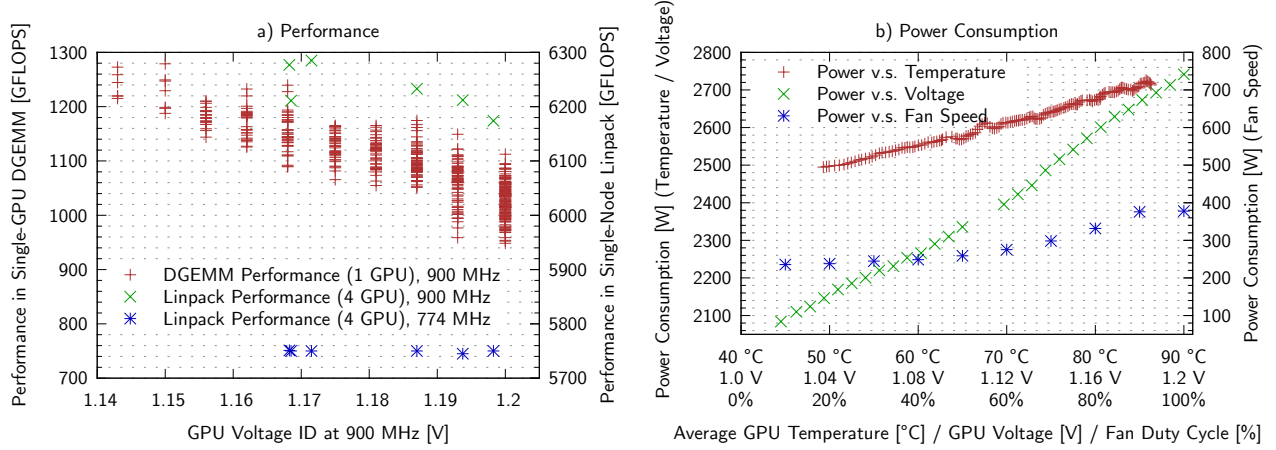 a) Performance
Performance in Single-GPU DGEMM [GFLOPS]
1300
1200
1100
1000
900
800
700
6300
6200
6100
6000
5900
5800
5700
Performance in Single-Node Linpack [GFLOPS]
DGEMM Performance (1 GPU), 900 MHz
Linpack Performance (4 GPU), 900 MHz
Linpack Performance (4 GPU), 774 MHz
1.14 1.15 1.16 1.17 1.18 1.19 1.2
GPU Voltage ID at 900 MHz [V]
b) Power Consumption
Power Consumption [W] (Temperature / Voltage)
2800
2700
2600
2500
2400
2300
2200
2100
800
700
600
500
400
300
200
100
Power Consumption [W] (Fan Speed)
Power v.s. Temperature
Power v.s. Voltage
Power v.s. Fan Speed
40 °C 50 °C 60 °C 70 °C 80 °C 90 °C
1.0 V 1.04 V 1.08 V 1.12 V 1.16 V 1.2 V
0% 20% 40% 60% 80% 100%
Average GPU Temperature [°C] / GPU Voltage [V] / Fan Duty Cycle [%]